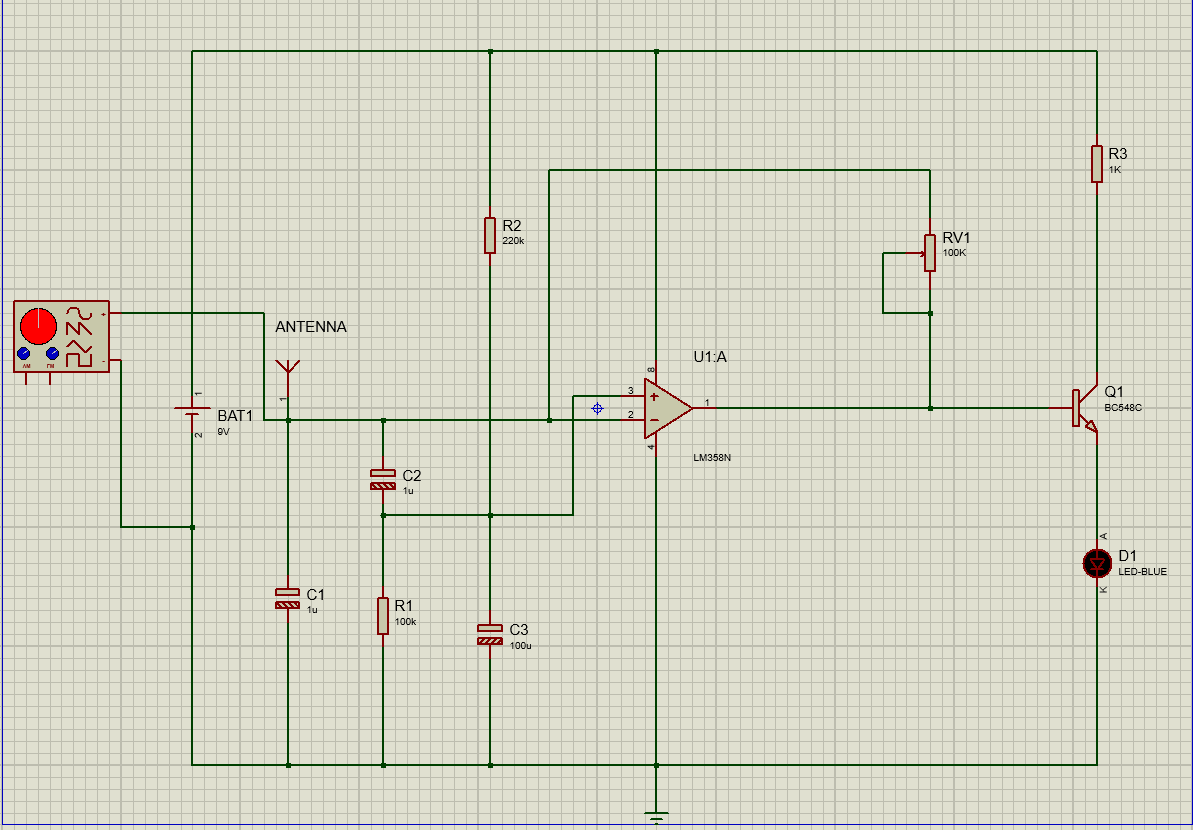 R3
1K
R2
220k
RV1
100K
+
-
AM
FM
ANTENNA
1
1
2
BAT1
9V
U1:A
8
3
2
1
4
LM358N
Q1
BC548C
C2
1u
A
D1
LED-BLUE
K
C1
1u
R1
100k
C3
100u